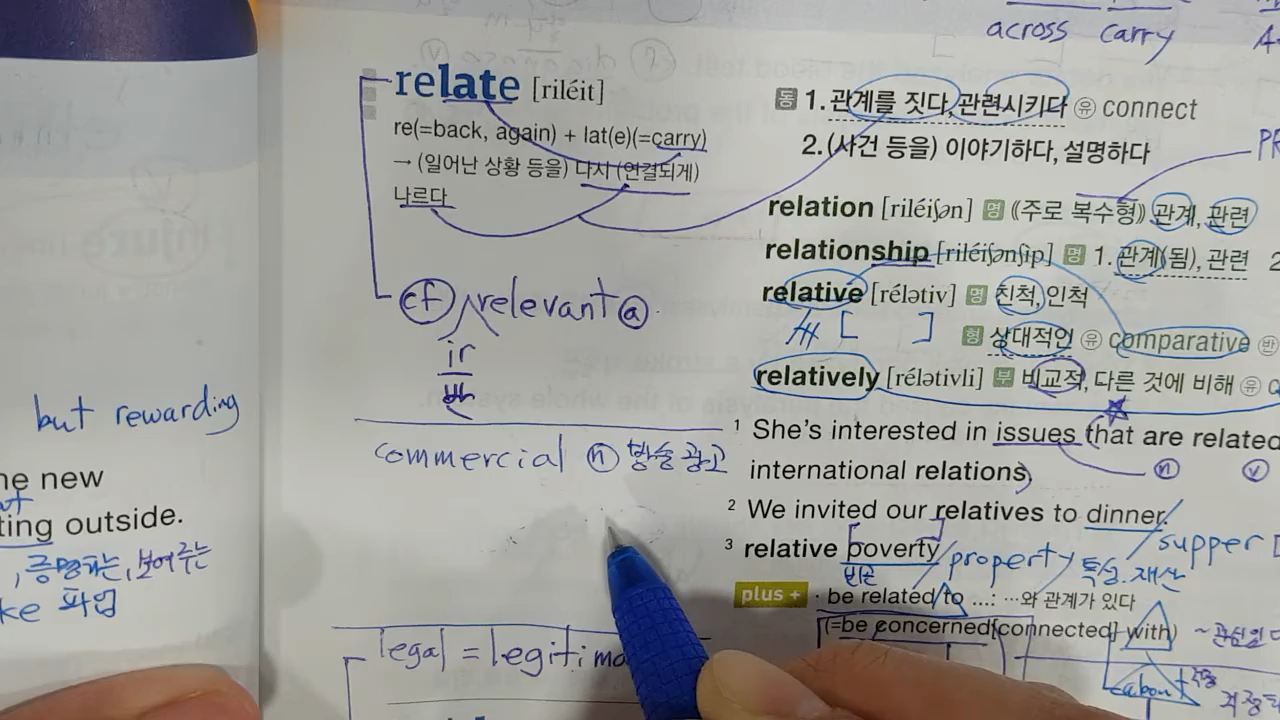 across carry
relate [riléit]
re(=back, again) + lat(e)(=carry)
→ (일어난 상황 등을) 다시 (연결되게)
나르다
cf relevant ⓐ
ir
반
commercial ⓝ 방송 광고
legal =
동 1. 관계를 짓다, 관련시키다 ㊌ connect
2. (사건 등을) 이야기하다, 설명하다
relation [riléiʃən] 명 ((주로 복수형)) 관계, 관련
relationship [riléiʃənʃip] 명 1. 관계(됨), 관련 2
relative [rélətiv] 명 친척, 인척
[ ]
형 상대적인 유 comparative 반
relatively [rélətivli] 부 비교적, 다른 것에 비해 유
1 She's interested in issues that are related
ⓝ ⓥ
international relations
2 We invited our relatives to dinner.
supper
3 relative poverty / property 특성.재산
빈곤
plus + · be related to ...: …와 관계가 있다
(=be concerned[connected] with)
about
but rewarding
ne new
ting outside.
, 증명하는, 보여주는
ke 파업